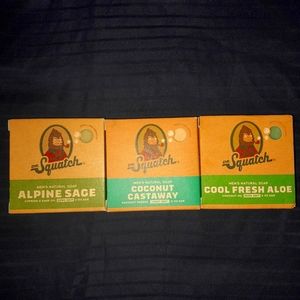 DR.
Squatch
MEN'S NATURAL SOAP
ALPINE SAGE
DR.
Squatch
MEN'S NATURAL SOAP
COCONUT
CASTAWAY
DR.
Squatch
MEN'S NATURAL SOAP
COOL FRESH ALOE